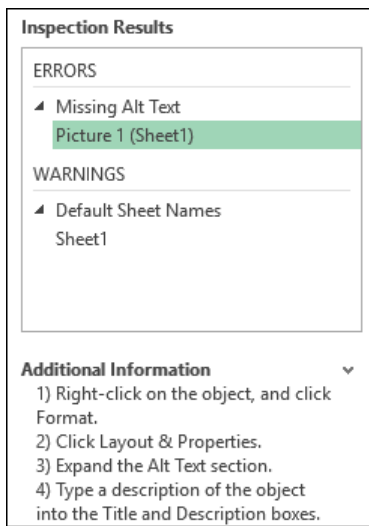 Inspection Results
ERRORS
Missing Alt Text
Picture 1 (Sheet1)
WARNINGS
Default Sheet Names
Sheet1
Additional Information
1) Right-click on the object, and click
Format.
2) Click Layout & Properties.
3) Expand the Alt Text section.
4) Type a description of the object
into the Title and Description boxes.